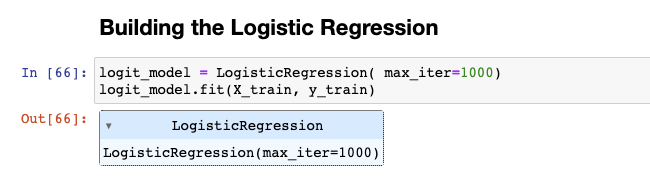 Building the Logistic Regression
In [66]: logit_model = LogisticRegression( max_iter=1000)
logit_model.fit(X_train, y_train)
Out[66]: ▾ LogisticRegression
LogisticRegression(max_iter=1000)